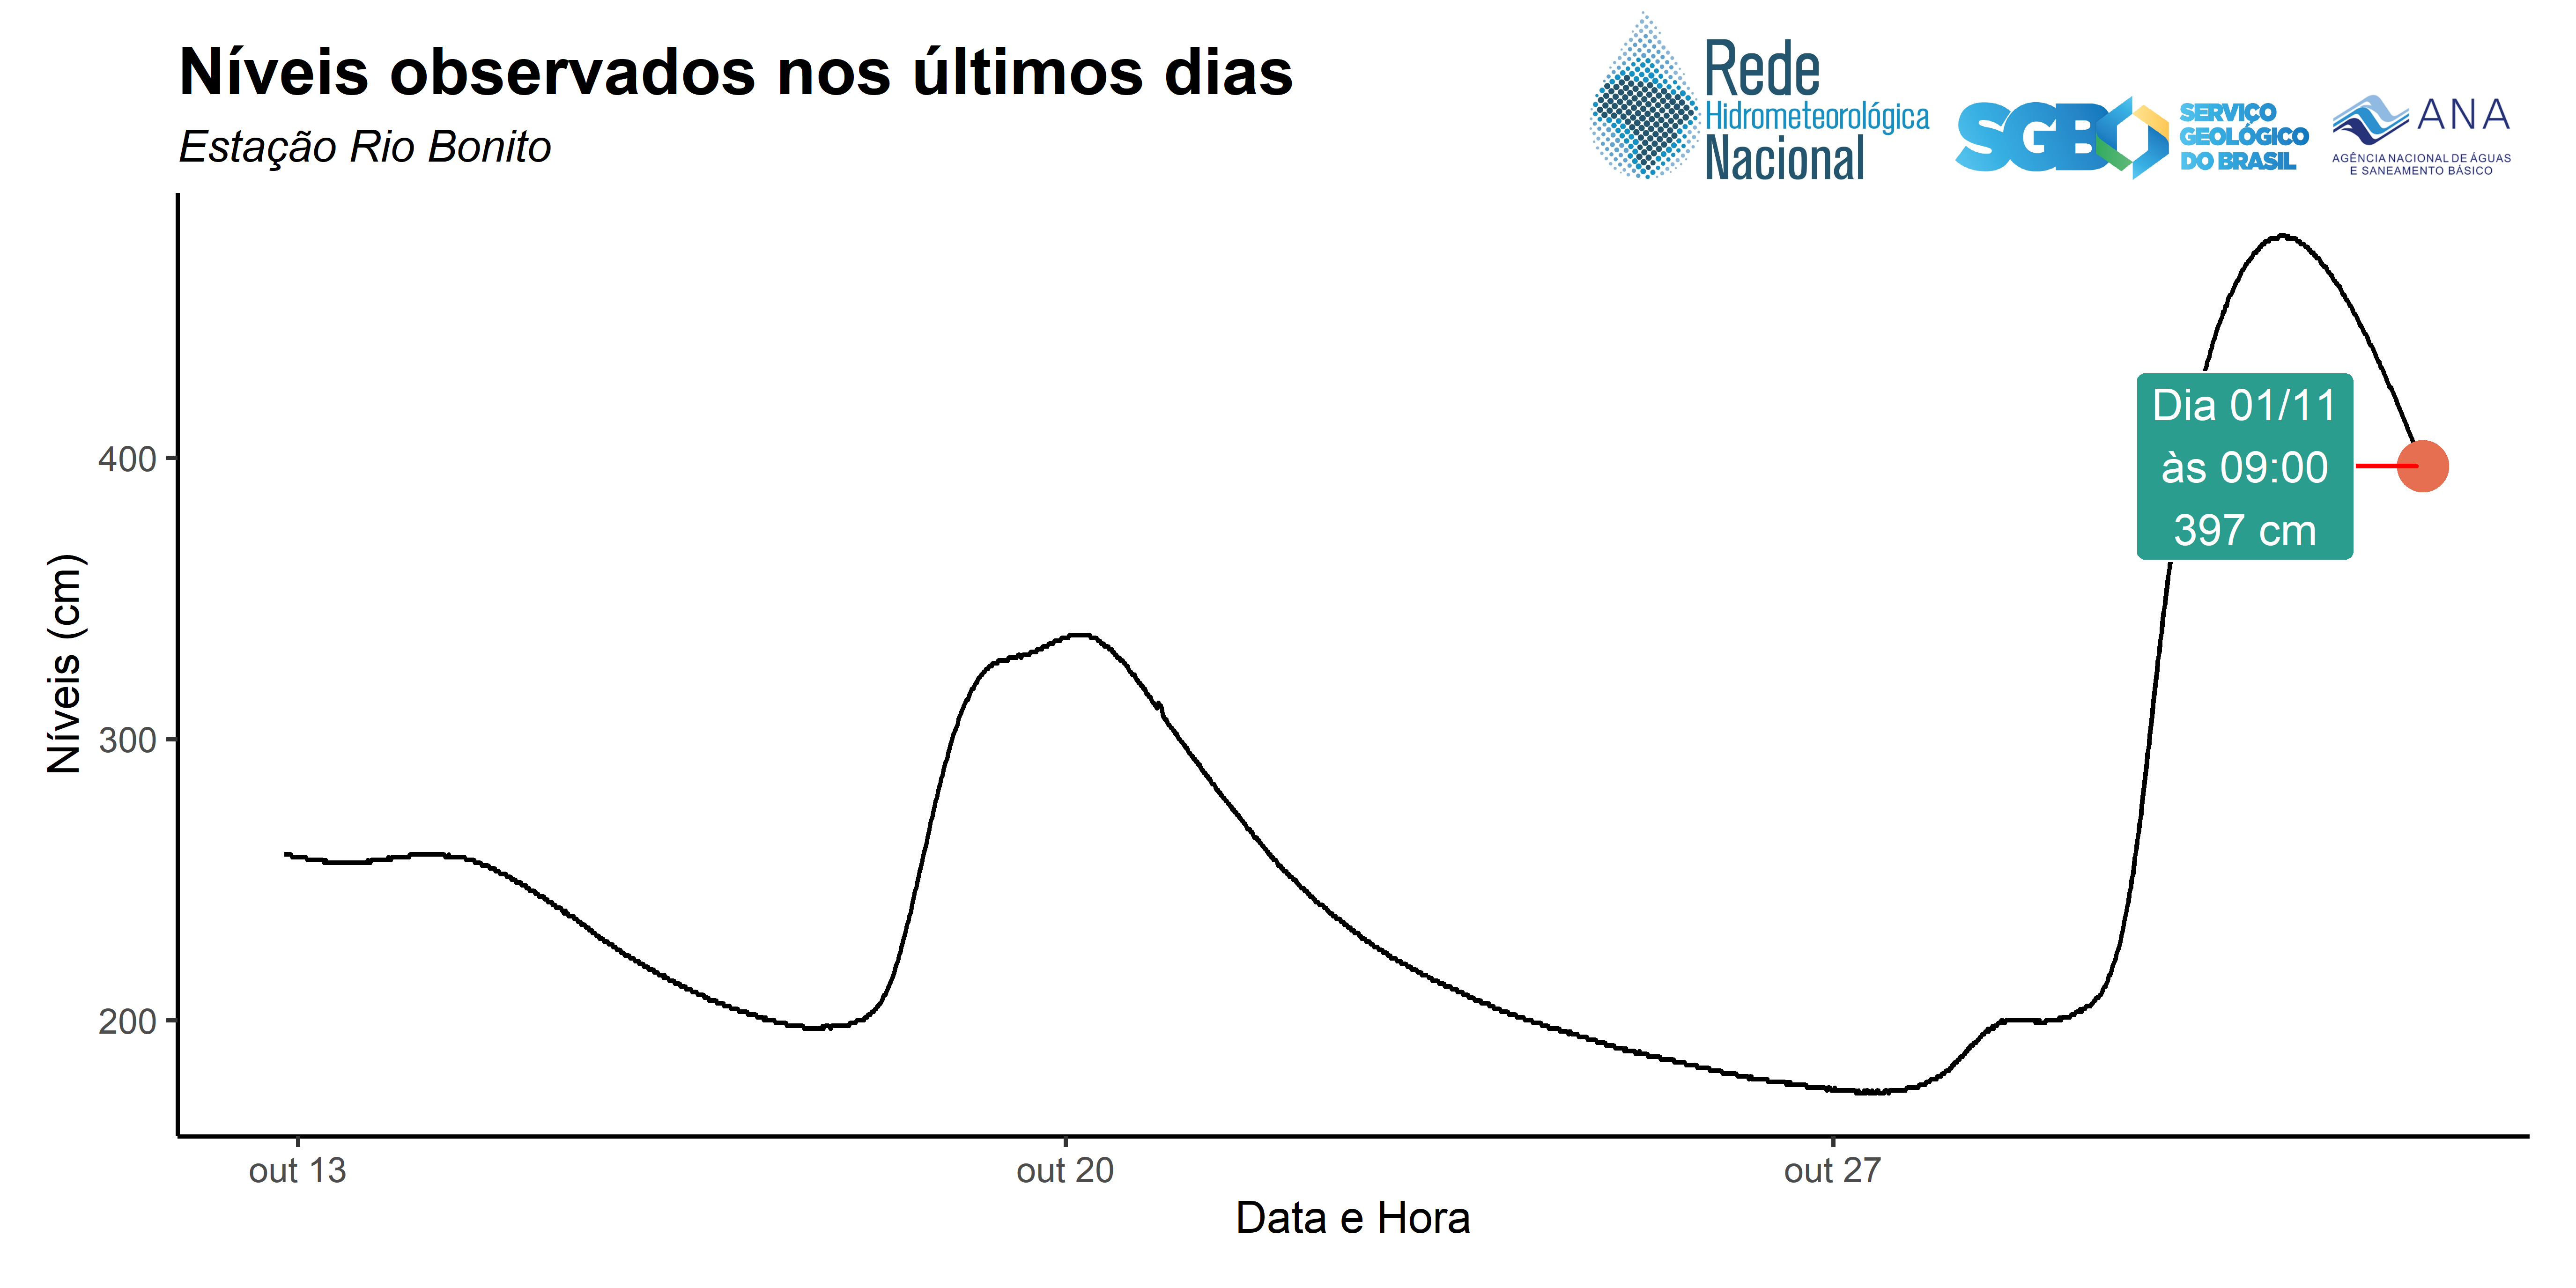 Níveis observados nos últimos dias
Estação Rio Bonito
Rede
Hidrometeorológica
Nacional
SGB
SERVIÇO
GEOLÓGICO
DO BRASIL
ANA
AGÊNCIA NACIONAL DE ÁGUAS
E SANEAMENTO BÁSICO
Níveis (cm)
400
300
200
Dia 01/11
às 09:00
397 cm
out 13
out 20
out 27
Data e Hora